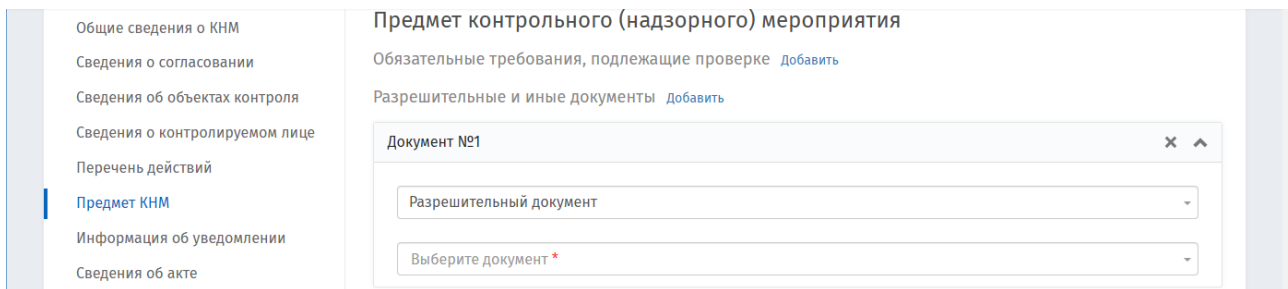 Общие сведения о КНМ
Сведения о согласовании
Сведения об объектах контроля
Сведения о контролируемом лице
Перечень действий
Предмет КНМ
Информация об уведомлении
Сведения об акте
Предмет контрольного (надзорного) мероприятия
Обязательные требования, подлежащие проверке Добавить
Разрешительные и иные документы Добавить
Документ №1
Разрешительный документ
Выберите документ *